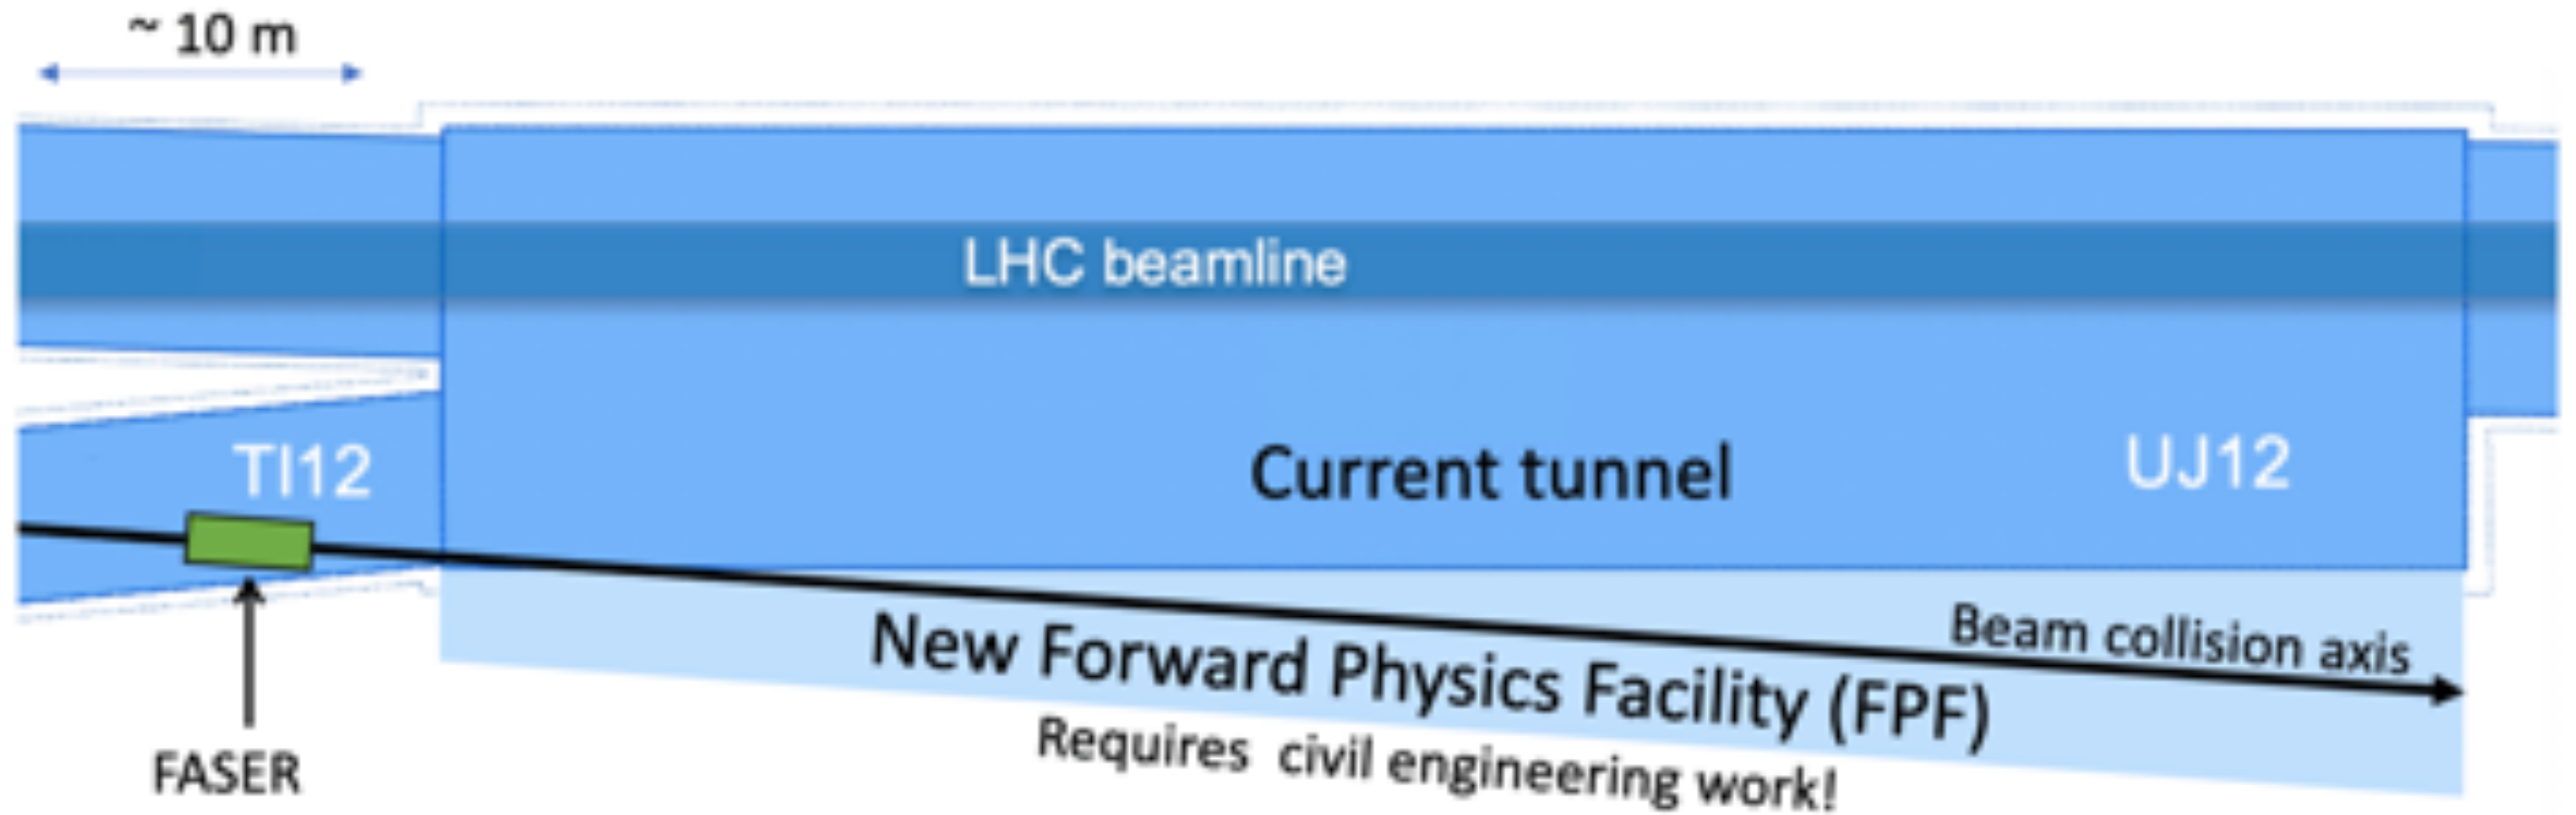 ~ 10 m
LHC beamline
TI12
Current tunnel
UJ12
Beam collision axis
New Forward Physics Facility (FPF)
Requires civil engineering work!
FASER